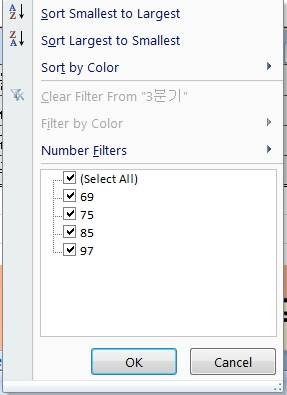 Sort Smallest to Largest
Sort Largest to Smallest
Sort by Color
Clear Filter From "3분기"
Filter by Color
Number Filters
(Select All)
69
75
85
97
OK
Cancel